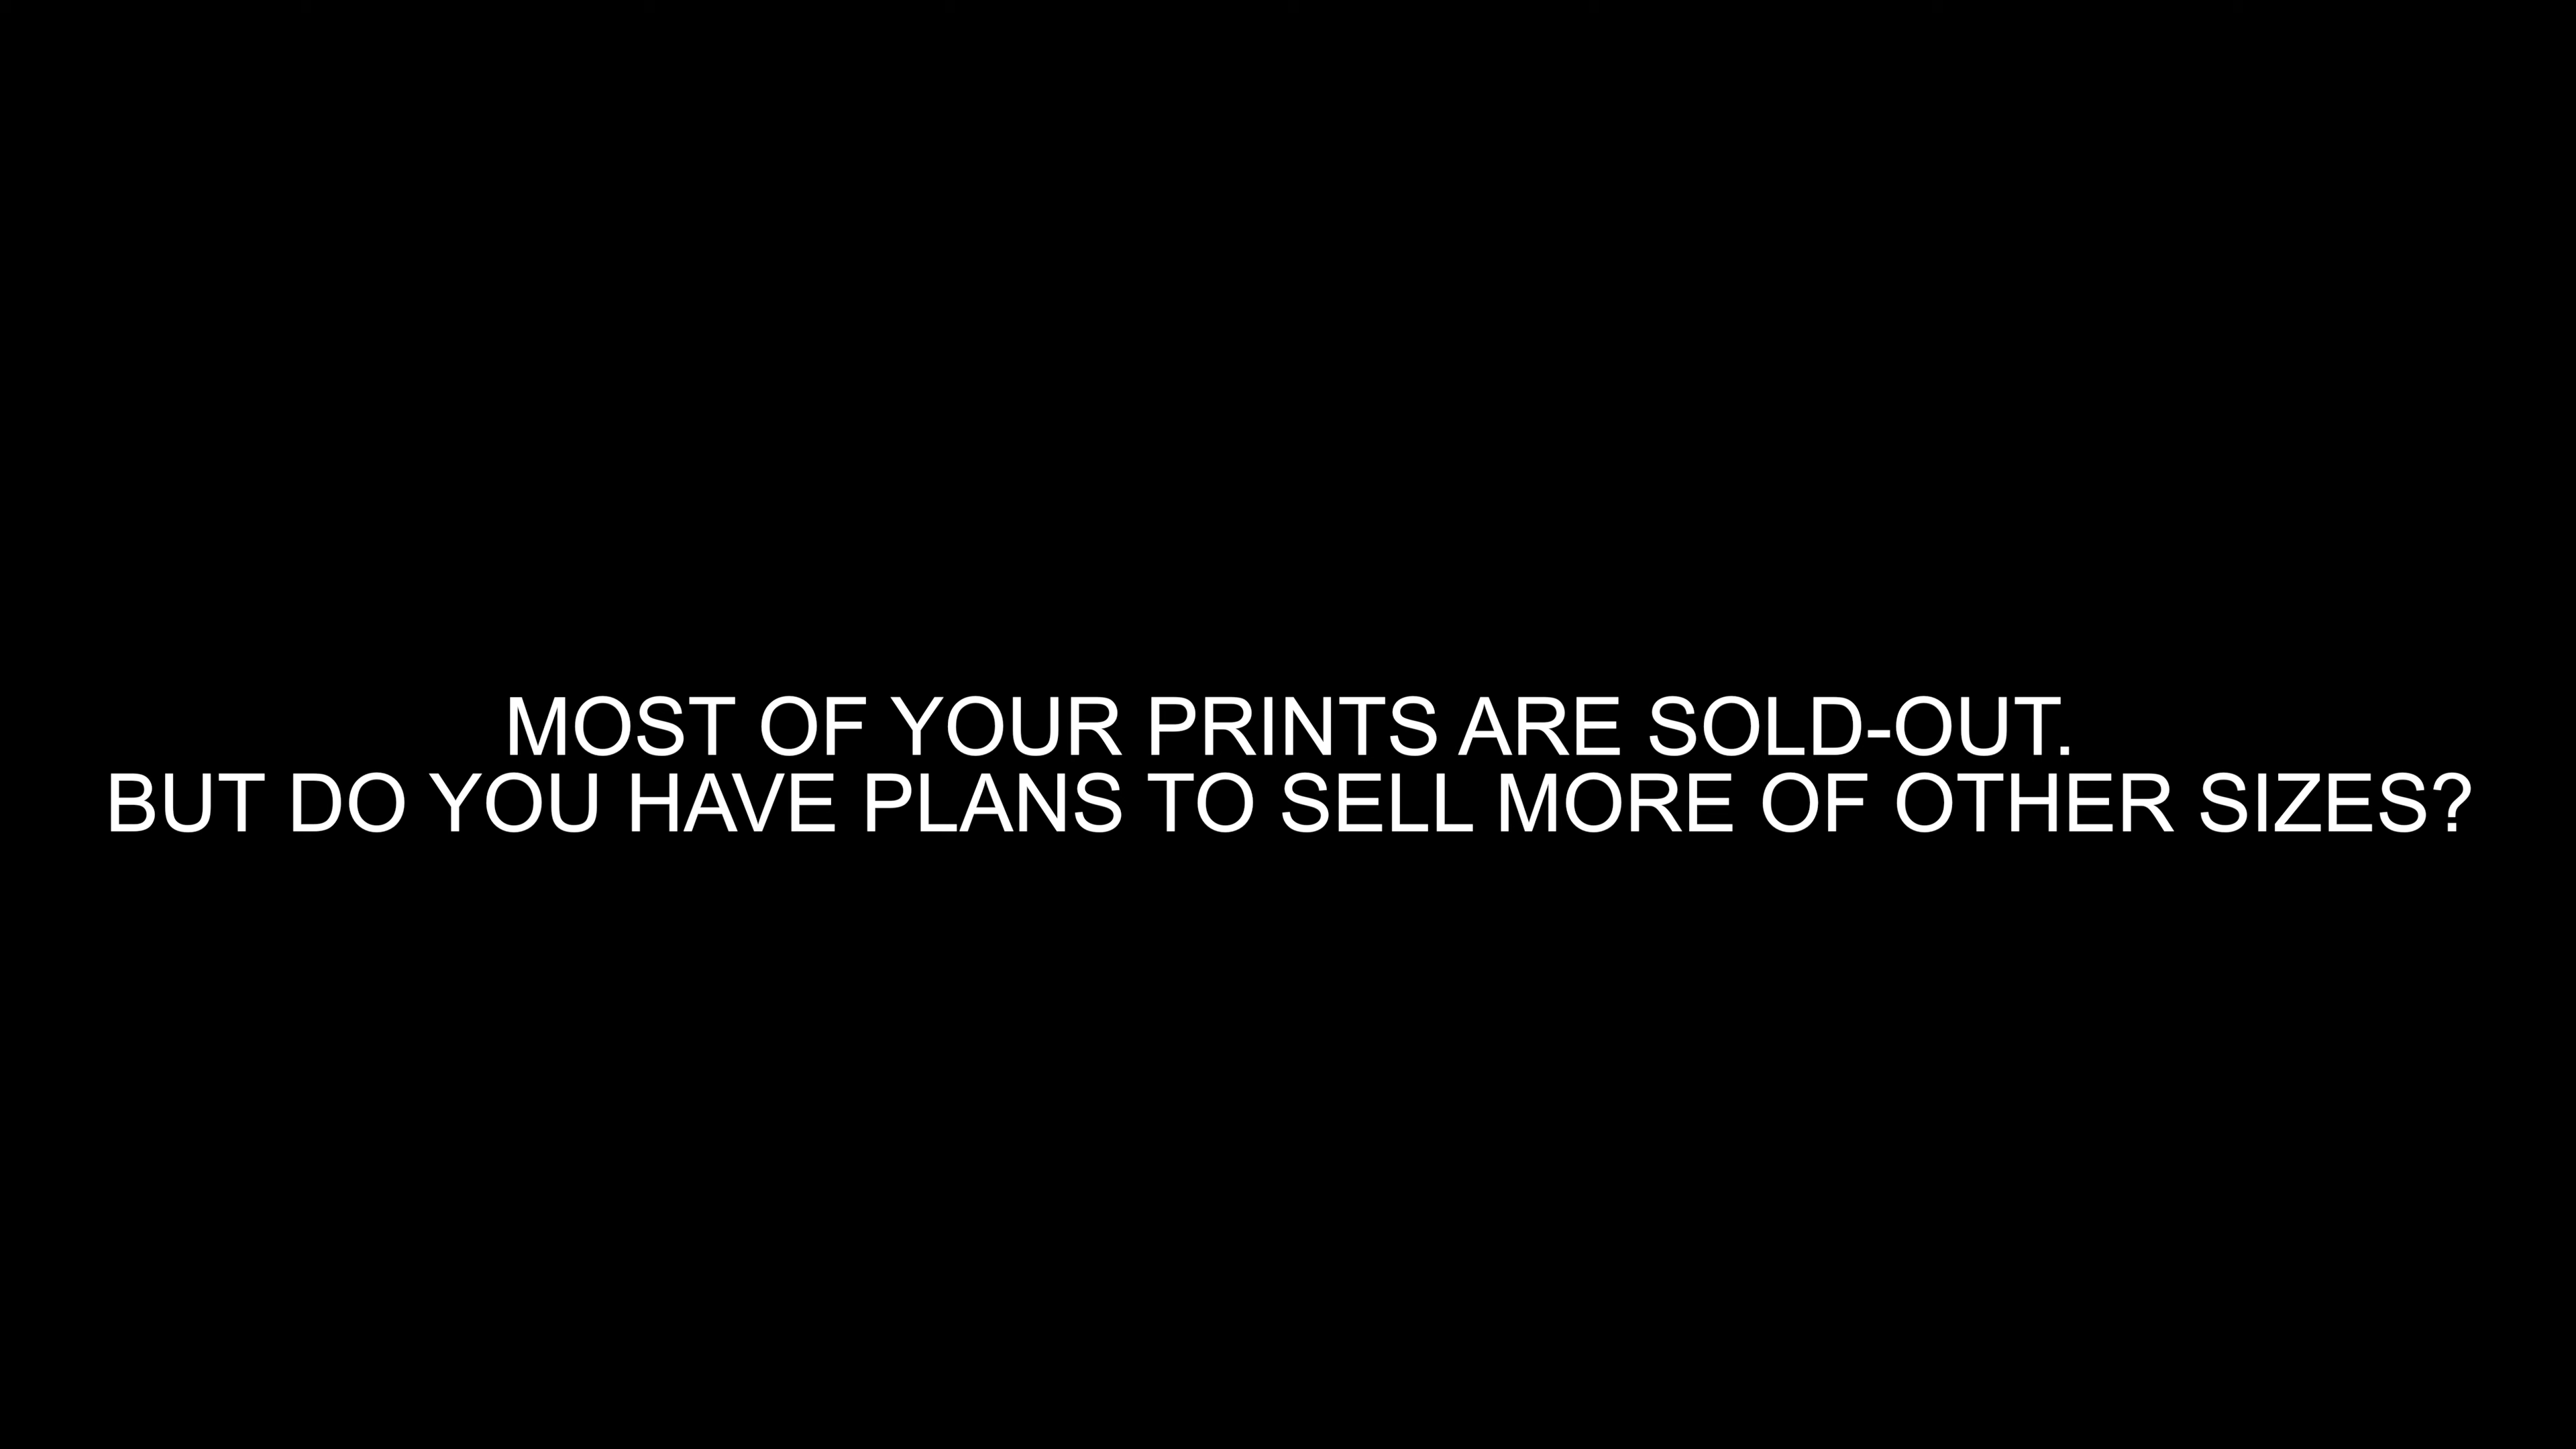 MOST OF YOUR PRINTS ARE SOLD-OUT.
BUT DO YOU HAVE PLANS TO SELL MORE OF OTHER SIZES?